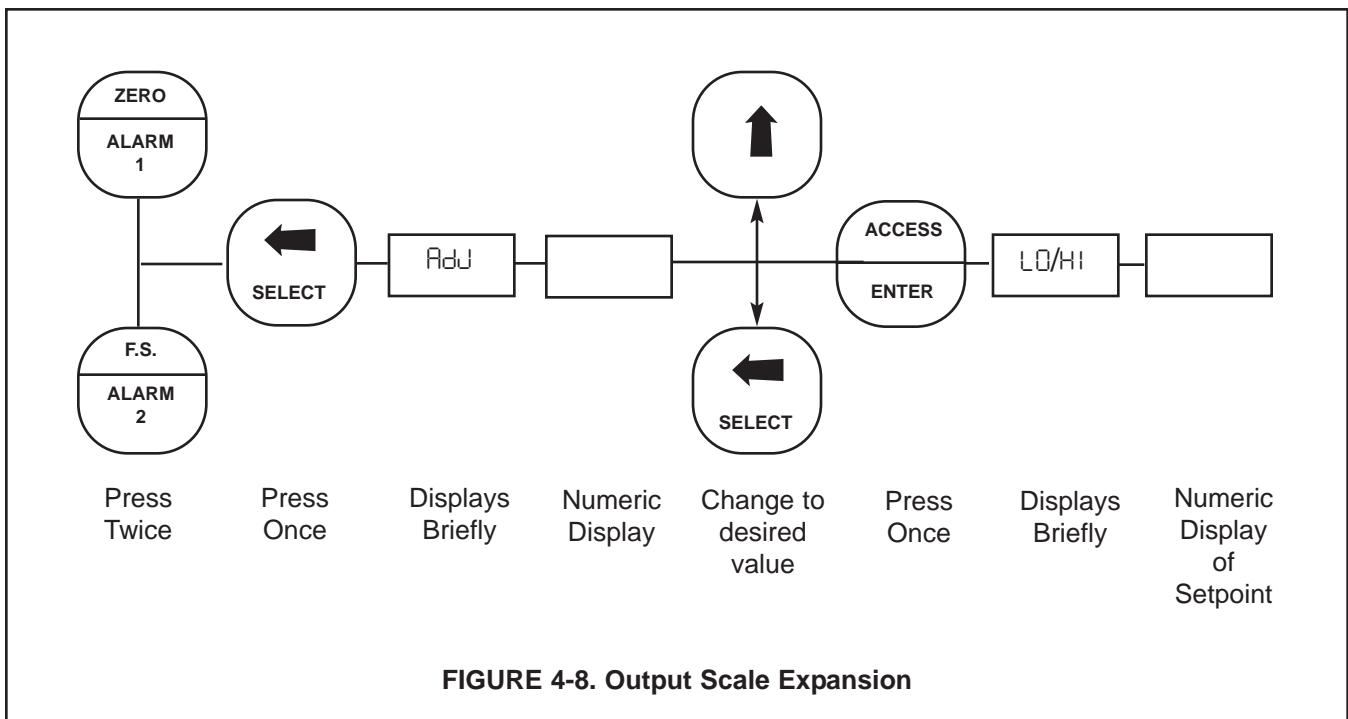 ZERO
ALARM
1
SELECT
AdJ
ACCESS
ENTER
LO/HI
F.S.
ALARM
2
SELECT
Press
Twice
Press
Once
Displays
Briefly
Numeric
Display
Change to
desired
value
Press
Once
Displays
Briefly
Numeric
Display
of
Setpoint
FIGURE 4-8. Output Scale Expansion